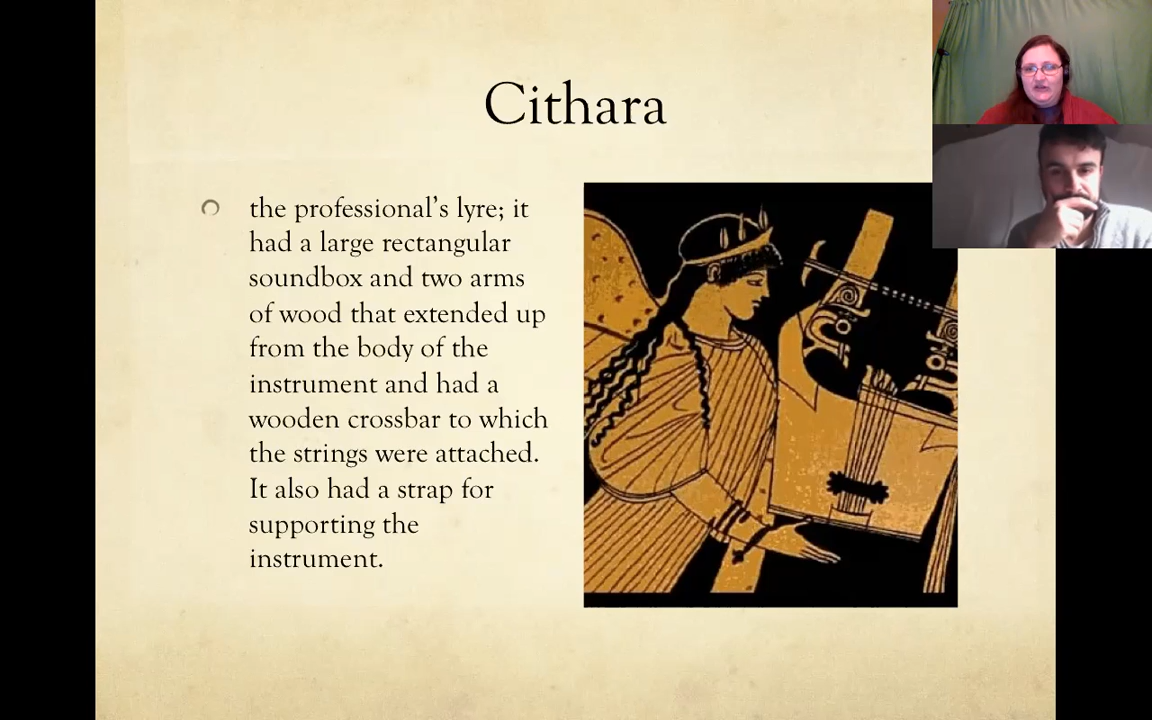 Cithara
the professional’s lyre; it
had a large rectangular
soundbox and two arms
of wood that extended up
from the body of the
instrument and had a
wooden crossbar to which
the strings were attached.
It also had a strap for
supporting the
instrument.